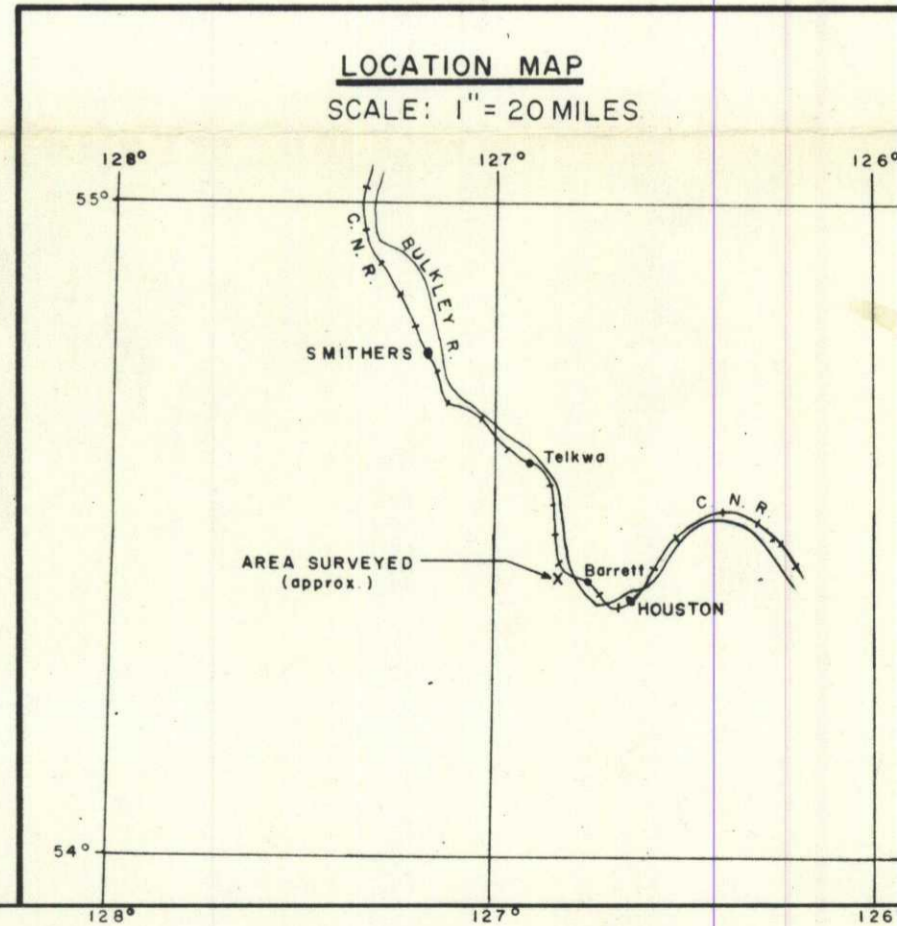 LOCATION MAP
SCALE: 1" = 20 MILES
128° 127° 126°
55°
C. N. R.
BULKLEY R.
SMITHERS
Telkwa
C. N. R.
AREA SURVEYED
(approx.)
Barrett
HOUSTON
54°
128° 127° 126